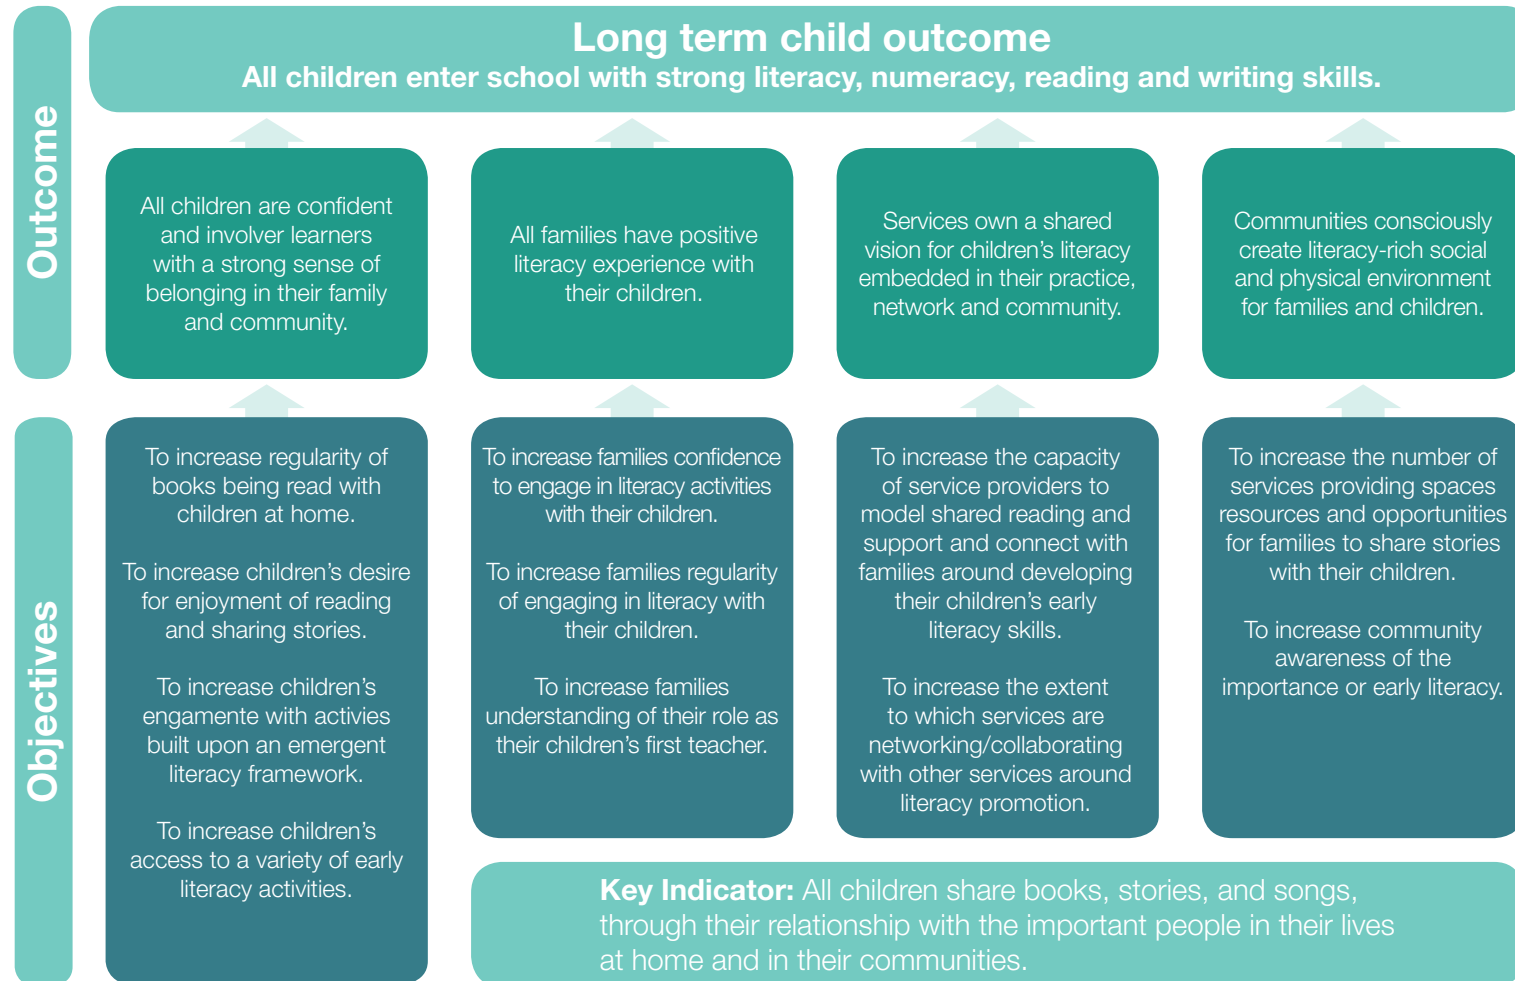 Outcome
Long term child outcome
All children enter school with strong literacy, numeracy, reading and writing skills.
All children are confident
and involver learners
with a strong sense of
belonging in their family
and community.
All families have positive
literacy experience with
their children.
Services own a shared
vision for children's literacy
embedded in their practice,
network and community.
Communities consciously
create literacy-rich social
and physical environment
for families and children.
Objectives
To increase regularity of
books being read with
children at home.
To increase children's desire
for enjoyment of reading
and sharing stories.
To increase children's
engamente with activies
built upon an emergent
literacy framework.
To increase children's
access to a variety of early
literacy activities.
To increase families confidence
to engage in literacy activities
with their children.
To increase families regularity
of engaging in literacy with
their children.
To increase families
understanding of their role as
their children's first teacher.
To increase the capacity
of service providers to
model shared reading and
support and connect with
families around developing
their children's early
literacy skills.
To increase the extent
to which services are
networking/collaborating
with other services around
literacy promotion.
To increase the number of
services providing spaces
resources and opportunities
for families to share stories
with their children.
To increase community
awareness of the
importance or early literacy.
Key Indicator: All children share books, stories, and songs,
through their relationship with the important people in their lives
at home and in their communities.